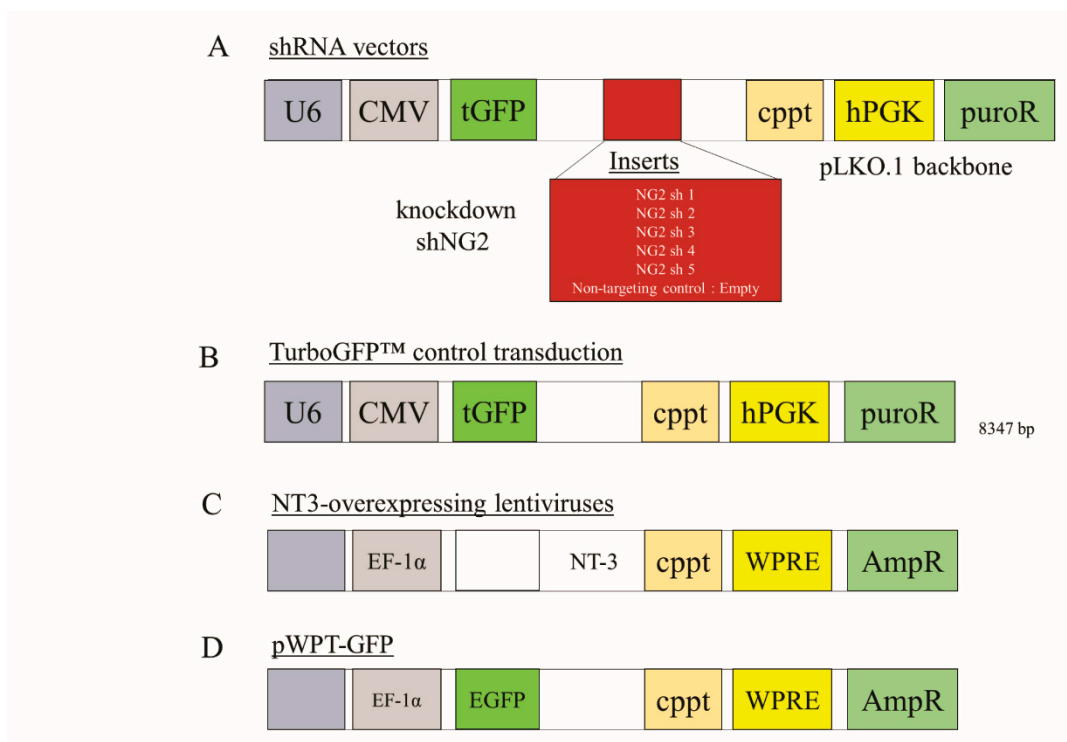 A shRNA vectors
U6 CMV tGFP cppt hPGK puroR
Inserts
pLKO.1 backbone
knockdown
shNG2
NG2 sh 1
NG2 sh 2
NG2 sh 3
NG2 sh 4
NG2 sh 5
Non-targeting control : Empty
B TurboGFP™ control transduction
U6 CMV tGFP cppt hPGK puroR 8347 bp
C NT3-overexpressing lentiviruses
EF-1α NT-3 cppt WPRE AmpR
D pWPT-GFP
EF-1α EGFP cppt WPRE AmpR